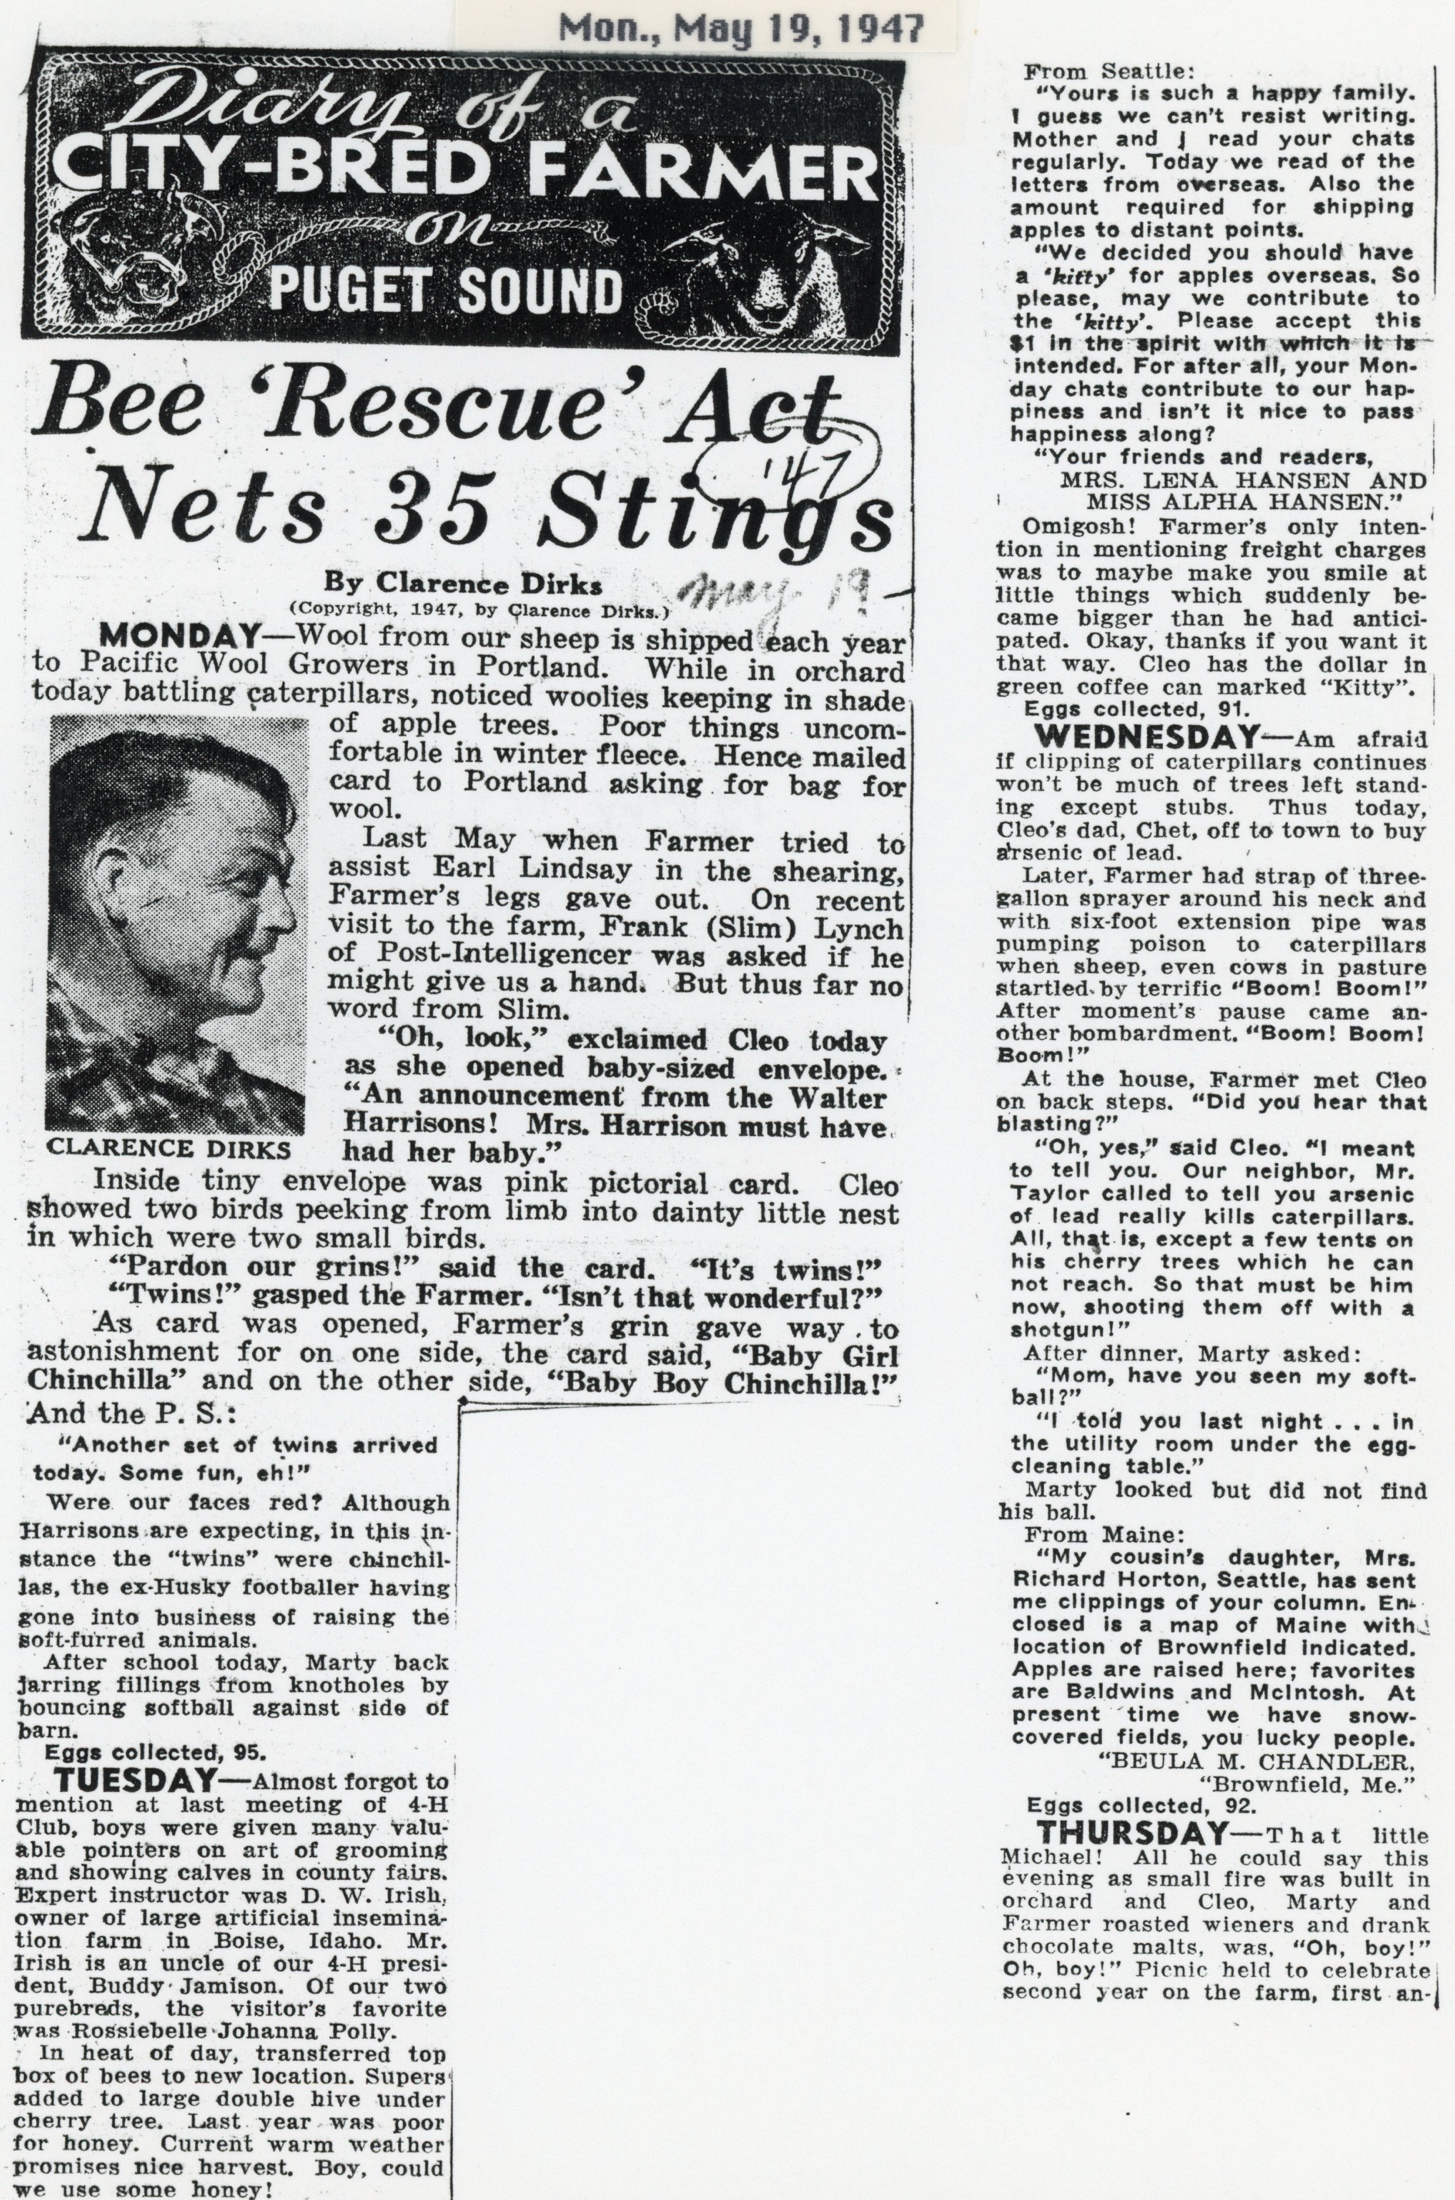 Mon., May 19, 1947
Diary of a
CITY-BRED FARMER
on
PUGET SOUND
Bee 'Rescue' Act
Nets 35 Stings
'47
By Clarence Dirks
May 19
(Copyright, 1947, by Clarence Dirks.)
MONDAY—Wool from our sheep is shipped each year
to Pacific Wool Growers in Portland. While in orchard
today battling caterpillars, noticed woolies keeping in shade
of apple trees. Poor things uncom-
fortable in winter fleece. Hence mailed
card to Portland asking for bag for
wool.
Last May when Farmer tried to
assist Earl Lindsay in the shearing,
Farmer's legs gave out. On recent
visit to the farm, Frank (Slim) Lynch
of Post-Intelligencer was asked if he
might give us a hand. But thus far no
word from Slim.
"Oh, look," exclaimed Cleo today
as she opened baby-sized envelope.
"An announcement from the Walter
Harrisons! Mrs. Harrison must have
had her baby."
CLARENCE DIRKS
Inside tiny envelope was pink pictorial card. Cleo
showed two birds peeking from limb into dainty little nest
in which were two small birds.
"Pardon our grins!" said the card. "It's twins!"
"Twins!" gasped the Farmer. "Isn't that wonderful?"
As card was opened, Farmer's grin gave way to
astonishment for on one side, the card said, "Baby Girl
Chinchilla" and on the other side, "Baby Boy Chinchilla!"
And the P. S.:
"Another set of twins arrived
today. Some fun, eh!"
Were our faces red? Although
Harrisons are expecting, in this in-
stance the "twins" were chinchil-
las, the ex-Husky footballer having
gone into business of raising the
soft-furred animals.
After school today, Marty back
jarring fillings from knotholes by
bouncing softball against side of
barn.
Eggs collected, 95.
TUESDAY—Almost forgot to
mention at last meeting of 4-H
Club, boys were given many valu-
able pointers on art of grooming
and showing calves in county fairs.
Expert instructor was D. W. Irish,
owner of large artificial insemina-
tion farm in Boise, Idaho. Mr.
Irish is an uncle of our 4-H presi-
dent, Buddy Jamison. Of our two
purebreds, the visitor's favorite
was Rossiebelle Johanna Polly.
In heat of day, transferred top
box of bees to new location. Supers
added to large double hive under
cherry tree. Last year was poor
for honey. Current warm weather
promises nice harvest. Boy, could
we use some honey!
From Seattle:
"Yours is such a happy family.
I guess we can't resist writing.
Mother and I read your chats
regularly. Today we read of the
letters from overseas. Also the
amount required for shipping
apples to distant points.
"We decided you should have
a 'kitty' for apples overseas. So
please, may we contribute to
the 'kitty'. Please accept this
$1 in the spirit with which it is
intended. For after all, your Mon-
day chats contribute to our hap-
piness and isn't it nice to pass
happiness along?
"Your friends and readers,
MRS. LENA HANSEN AND
MISS ALPHA HANSEN."
Omigosh! Farmer's only inten-
tion in mentioning freight charges
was to maybe make you smile at
little things which suddenly be-
came bigger than he had antici-
pated. Okay, thanks if you want it
that way. Cleo has the dollar in
green coffee can marked "Kitty".
Eggs collected, 91.
WEDNESDAY—Am afraid
if clipping of caterpillars continues
won't be much of trees left stand-
ing except stubs. Thus today,
Cleo's dad, Chet, off to town to buy
arsenic of lead.
Later, Farmer had strap of three-
gallon sprayer around his neck and
with six-foot extension pipe was
pumping poison to caterpillars
when sheep, even cows in pasture
startled by terrific "Boom! Boom!"
After moment's pause came an-
other bombardment. "Boom! Boom!
Boom!"
At the house, Farmer met Cleo
on back steps. "Did you hear that
blasting?"
"Oh, yes," said Cleo. "I meant
to tell you. Our neighbor, Mr.
Taylor called to tell you arsenic
of lead really kills caterpillars.
All, that is, except a few tents on
his cherry trees which he can
not reach. So that must be him
now, shooting them off with a
shotgun!"
After dinner, Marty asked:
"Mom, have you seen my soft-
ball?"
"I told you last night . . . in
the utility room under the egg-
cleaning table."
Marty looked but did not find
his ball.
From Maine:
"My cousin's daughter, Mrs.
Richard Horton, Seattle, has sent
me clippings of your column. En-
closed is a map of Maine with
location of Brownfield indicated.
Apples are raised here; favorites
are Baldwins and McIntosh. At
present time we have snow-
covered fields, you lucky people.
"BEULA M. CHANDLER,
"Brownfield, Me."
Eggs collected, 92.
THURSDAY—That little
Michael! All he could say this
evening as small fire was built in
orchard and Cleo, Marty and
Farmer roasted wieners and drank
chocolate malts, was, "Oh, boy!"
Oh, boy!" Picnic held to celebrate
second year on the farm, first an-